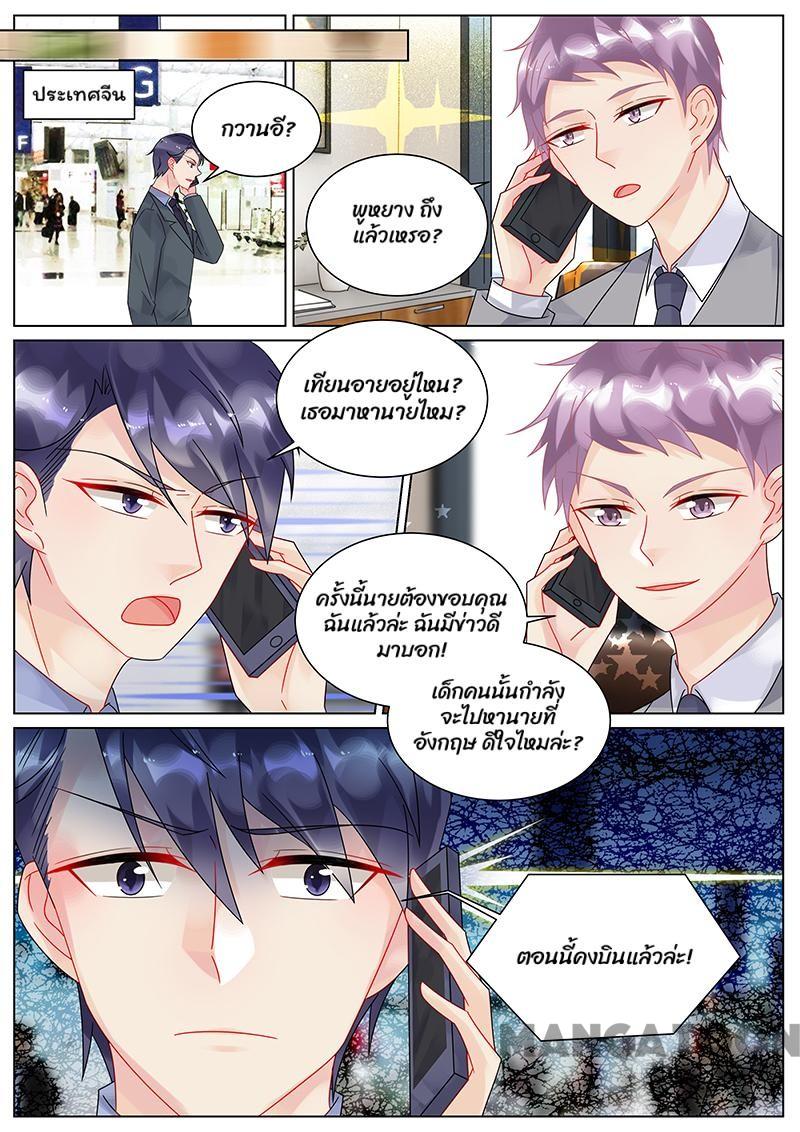 ประเทศจีน
G
F
กวานอี?
พูหยาง ถึง
แล้วเหรอ?
เทียนอายอยู่ไหน?
เธอมาหานายไหม?
ครั้งนี้นายต้องขอบคุณ
ฉันแล้วล่ะ ฉันมีข่าวดี
มาบอก!
เด็กคนนั้นกำลัง
จะไปหานายที่
อังกฤษ ดีใจไหมล่ะ?
ตอนนี้คงบินแล้วล่ะ!
MANGATOON